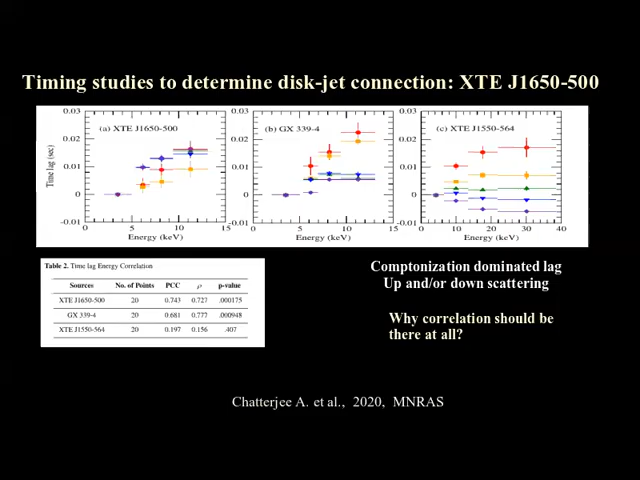 Timing studies to determine disk-jet connection: XTE J1650-500
0.03 0.03 0.03
(a) XTE J1650-500 (b) GX 339-4 (c) XTE J1550-564
0.02 0.02 0.02
Time lag (sec)
0.01 0.01 0.01
0 0 0
-0.01 -0.01 -0.01
0 5 10 15 0 5 10 15 0 10 20 30 40
Energy (keV) Energy (keV) Energy (keV)
Table 2. Time lag Energy Correlation
Sources No. of Points PCC ρ p-value
XTE J1650-500 20 0.743 0.727 .000175
GX 339-4 20 0.681 0.777 .000948
XTE J1550-564 20 0.197 0.156 .407
Comptonization dominated lag
Up and/or down scattering
Why correlation should be
there at all?
Chatterjee A. et al., 2020, MNRAS